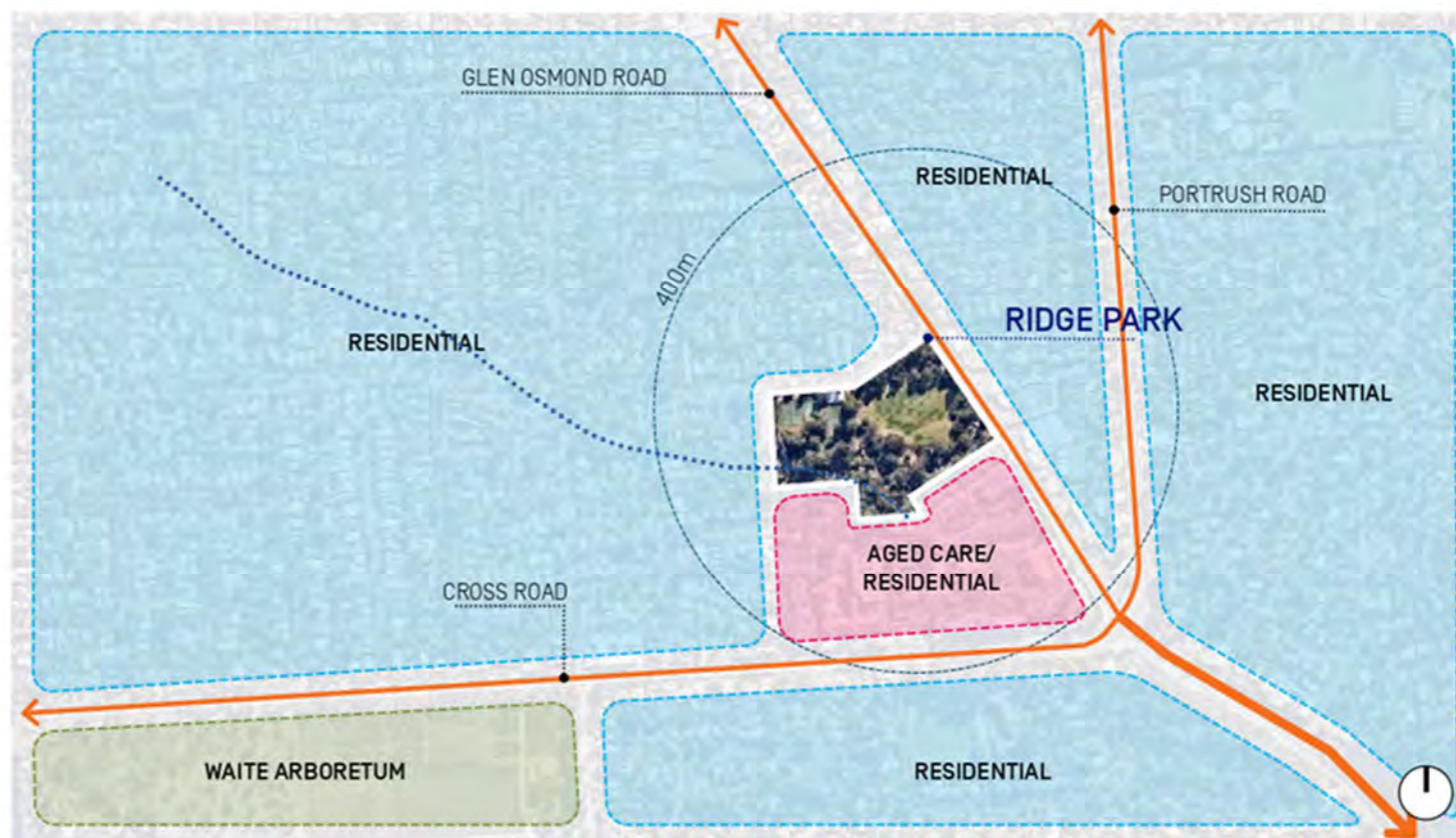 GLEN OSMOND ROAD
RESIDENTIAL
PORTRUSH ROAD
400m
RIDGE PARK
RESIDENTIAL
RESIDENTIAL
AGED CARE/
RESIDENTIAL
CROSS ROAD
WAITE ARBORETUM
RESIDENTIAL